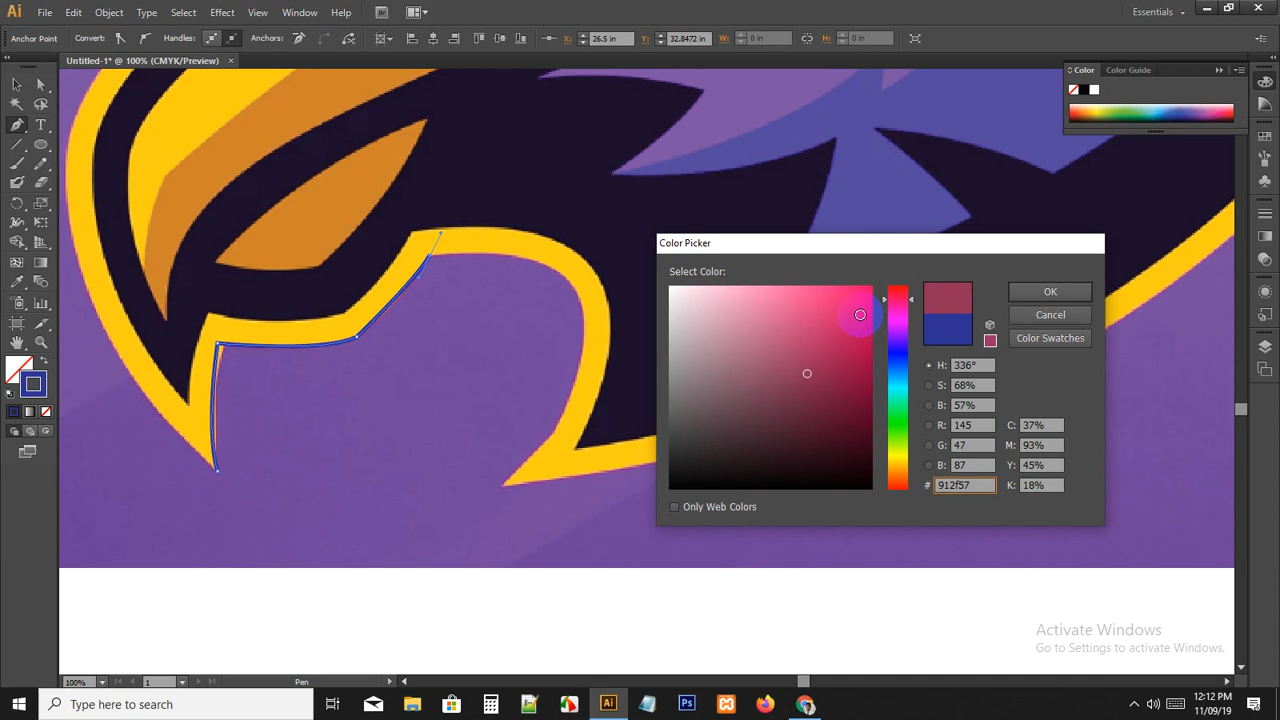 Ai File Edit Object Type Select Effect View Window Help Br Essentials
Anchor Point Convert: Handles: Anchors: X: 26.5 in Y: 32.8472 in W: 0 in H: 0 in
Untitled-1* @ 100% (CMYK/Preview) ×
Color Color Guide
Color Picker
Select Color:
OK
Cancel
Color Swatches
H: 336°
S: 68%
B: 57%
R: 145 C: 37%
G: 47 M: 93%
B: 87 Y: 45%
# 912f57 K: 18%
Only Web Colors
Activate Windows
Go to Settings to activate Windows.
100% 1 Pen
Type here to search
Ai Ps
12:12 PM
11/09/19